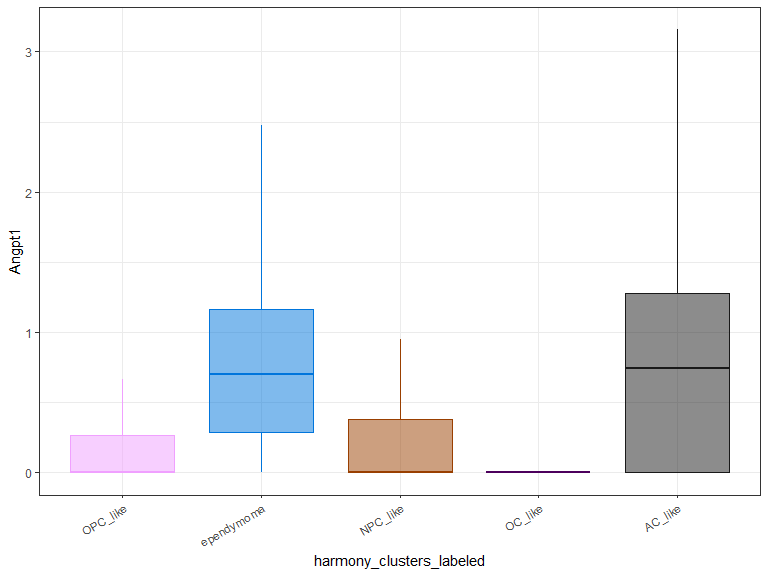 3
2
1
0
Angpt1
OPC_like
ependymoma
NPC_like
OC_like
AC_like
harmony_clusters_labeled